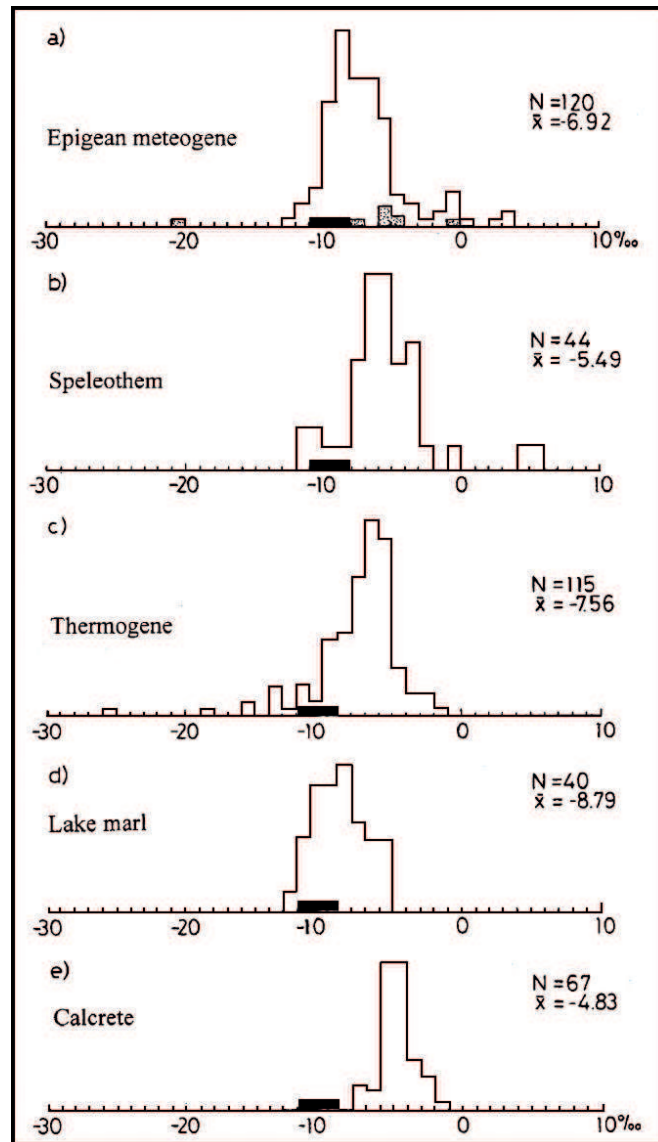 a)
N =120
x̄ =-6.92
Epigean meteogene
-30 -20 -10 0 10‰
b)
N =44
x̄ =-5.49
Speleothem
-30 -20 -10 0 10
c)
N =115
x̄ = -7.56
Thermogene
-30 -20 -10 0 10
d)
N =40
x̄ =-8.79
Lake marl
-30 -20 -10 0 10
e)
N =67
x̄ =-4.83
Calcrete
-30 -20 -10 0 10‰